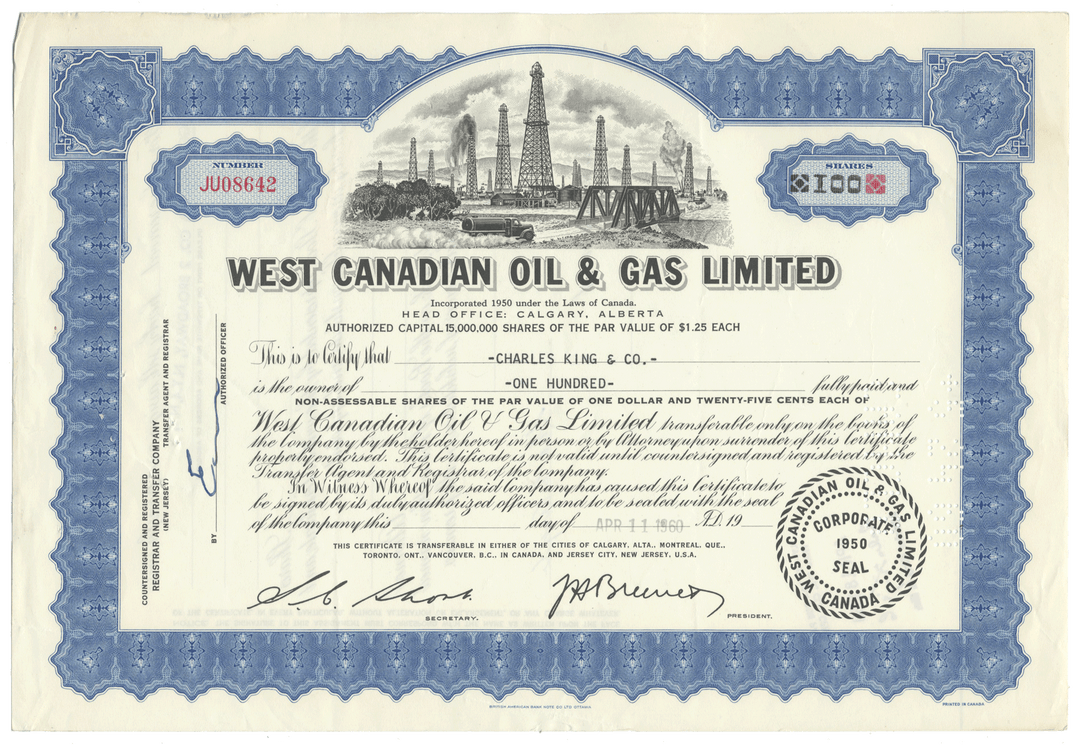 NUMBER
JU08642
SHARES
100
WEST CANADIAN OIL & GAS LIMITED
Incorporated 1950 under the Laws of Canada.
HEAD OFFICE: CALGARY, ALBERTA
AUTHORIZED CAPITAL 15,000,000 SHARES OF THE PAR VALUE OF $1.25 EACH
This is to Certify that -CHARLES KING & CO.-
is the owner of -ONE HUNDRED- fully paid and
NON-ASSESSABLE SHARES OF THE PAR VALUE OF ONE DOLLAR AND TWENTY-FIVE CENTS EACH OF
West Canadian Oil & Gas Limited transferable only on the books of
the Company by the holder hereof in person or by Attorney upon surrender of this Certificate
properly endorsed. This Certificate is not valid until countersigned and registered by the
Transfer Agent and Registrar of the Company.
In Witness Whereof the said Company has caused this Certificate to
be signed by its duly authorized officers and to be sealed with the seal
of the Company this day of APR 11 1960 A.D. 19
THIS CERTIFICATE IS TRANSFERABLE IN EITHER OF THE CITIES OF CALGARY, ALTA., MONTREAL, QUE.,
TORONTO, ONT., VANCOUVER, B.C., IN CANADA, AND JERSEY CITY, NEW JERSEY, U.S.A.
SECRETARY.
PRESIDENT.
WEST CANADIAN OIL & GAS LIMITED
CANADA
CORPORATE
1950
SEAL
COUNTERSIGNED AND REGISTERED
REGISTRAR AND TRANSFER COMPANY
(NEW JERSEY) TRANSFER AGENT AND REGISTRAR
BY
AUTHORIZED OFFICER
BRITISH AMERICAN BANK NOTE CO LTD OTTAWA
PRINTED IN CANADA